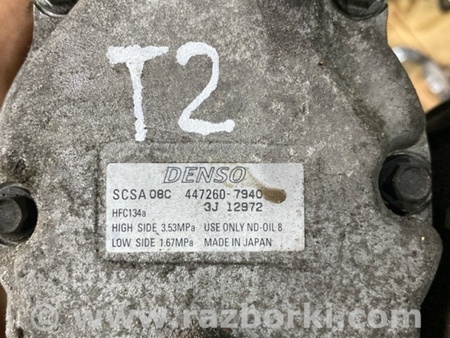 T2
DENSO
SCSA 08C 447260-7940
3J 12972
HFC134a
HIGH SIDE 3.53MPa USE ONLY ND-OIL 8
LOW SIDE 1.67MPa MADE IN JAPAN
www.razborki.com